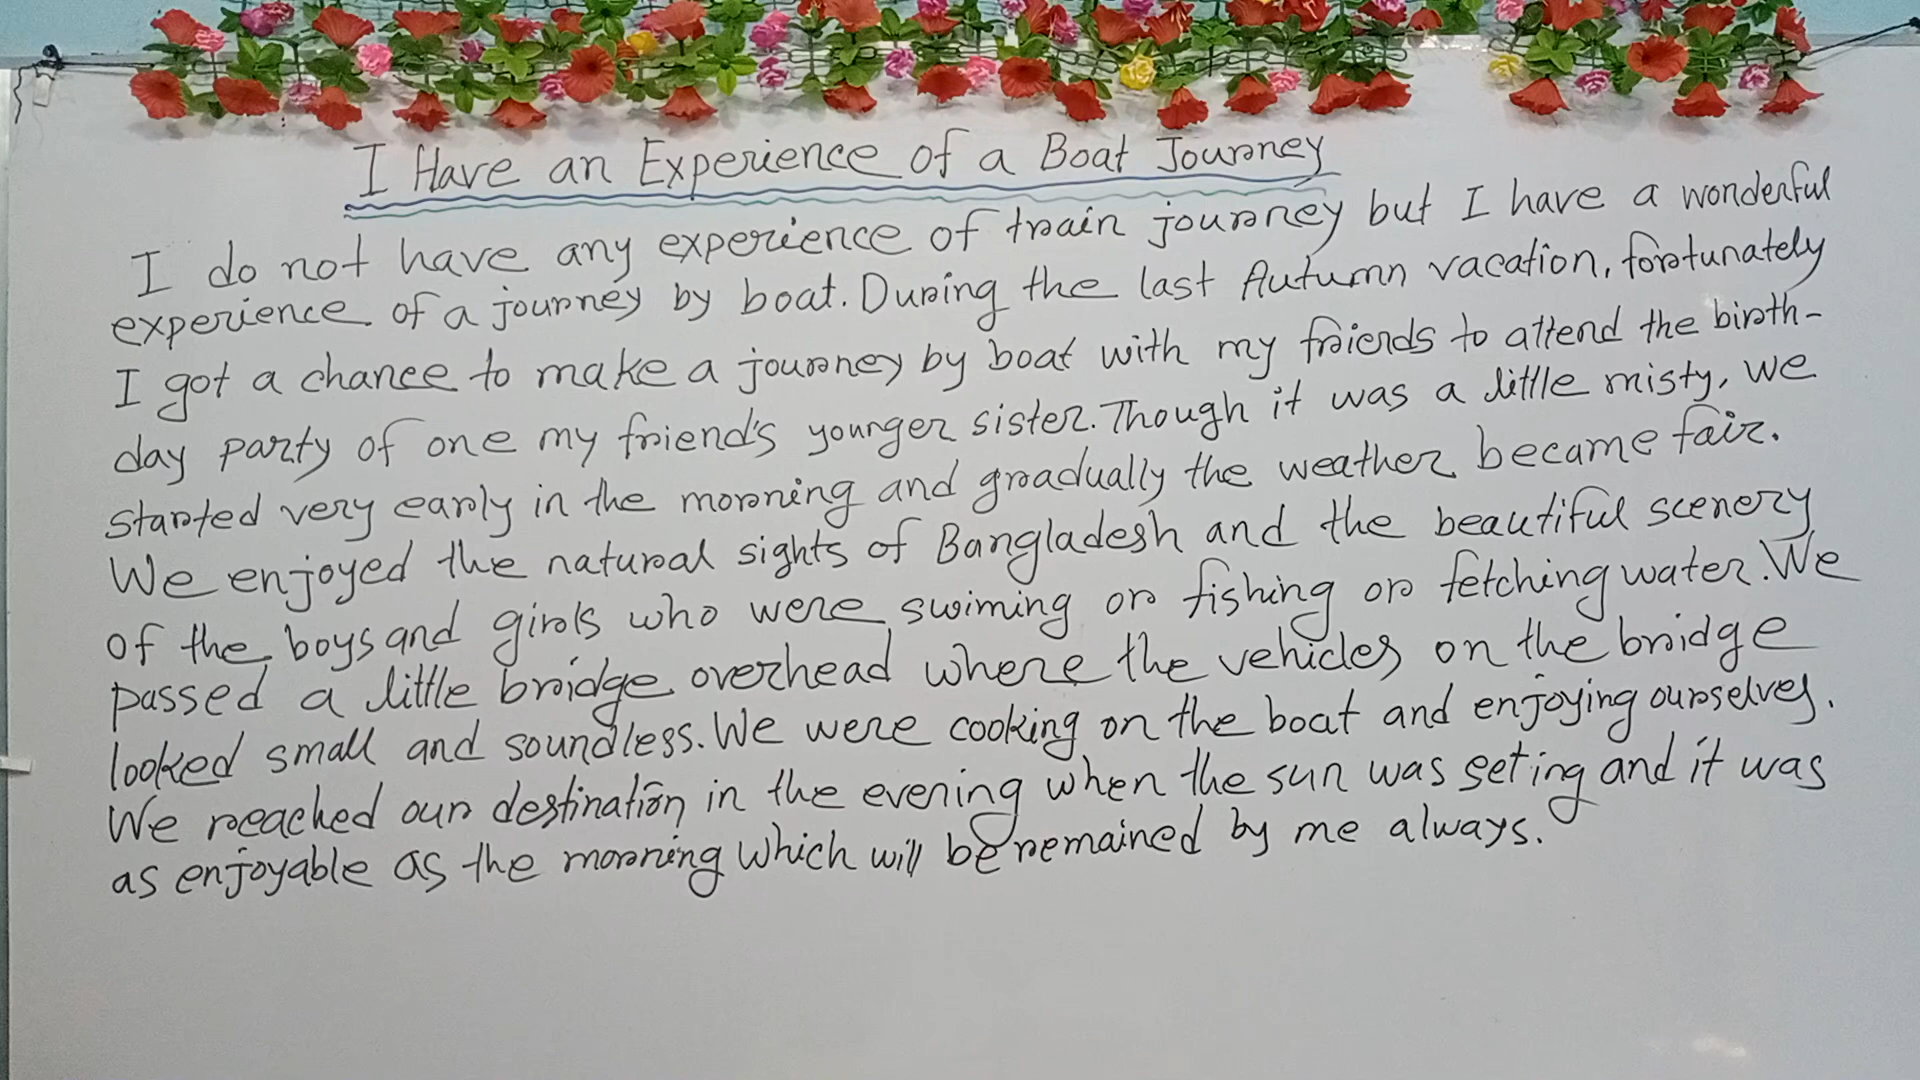 I Have an Experience of a Boat Journey
I do not have any experience of train journey but I have a wonderful
experience of a journey by boat. During the last Autumn vacation, fortunately
I got a chance to make a journey by boat with my friends to attend the birth-
day party of one my friend's younger sister. Though it was a little misty, we
started very early in the morning and gradually the weather became fair.
We enjoyed the natural sights of Bangladesh and the beautiful scenery
of the boys and girls who were swiming or fishing or fetching water. We
passed a little bridge overhead where the vehicles on the bridge
looked small and soundless. We were cooking on the boat and enjoying ourselves.
We reached our destination in the evening when the sun was seting and it was
as enjoyable as the morning which will be remained by me always.